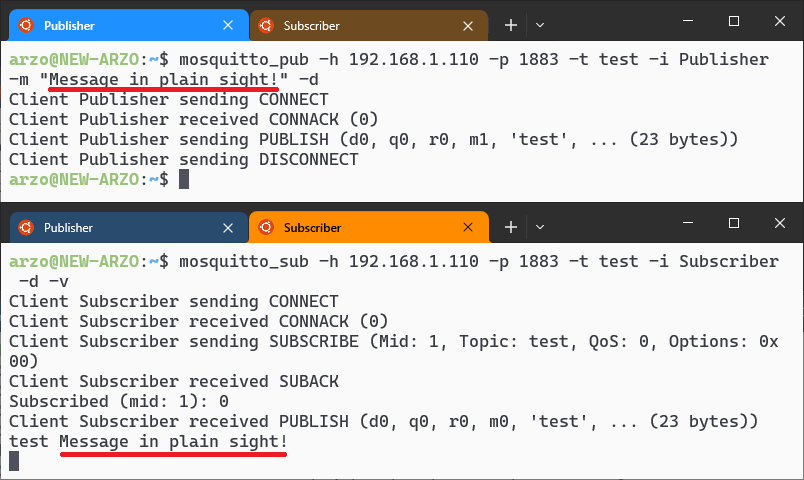 Publisher
Subscriber
arzo@NEW-ARZO:~$ mosquitto_pub -h 192.168.1.110 -p 1883 -t test -i Publisher
-m "Message in plain sight!" -d
Client Publisher sending CONNECT
Client Publisher received CONNACK (0)
Client Publisher sending PUBLISH (d0, q0, r0, m1, 'test', ... (23 bytes))
Client Publisher sending DISCONNECT
arzo@NEW-ARZO:~$
Publisher
Subscriber
arzo@NEW-ARZO:~$ mosquitto_sub -h 192.168.1.110 -p 1883 -t test -i Subscriber
-d -v
Client Subscriber sending CONNECT
Client Subscriber received CONNACK (0)
Client Subscriber sending SUBSCRIBE (Mid: 1, Topic: test, QoS: 0, Options: 0x
00)
Client Subscriber received SUBACK
Subscribed (mid: 1): 0
Client Subscriber received PUBLISH (d0, q0, r0, m0, 'test', ... (23 bytes))
test Message in plain sight!